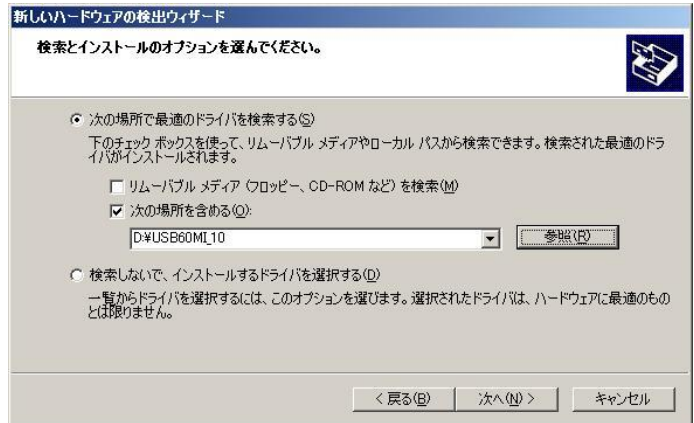 新しいハードウェアの検出ウィザード
検索とインストールのオプションを選んでください。
次の場所で最適のドライバを検索する(S)
下のチェック ボックスを使って、リムーバブル メディアやローカル パスから検索できます。検索された最適のドラ
イバがインストールされます。
リムーバブル メディア (フロッピー、CD-ROM など) を検索(M)
次の場所を含める(O):
D:¥USB60MI_10
参照(R)
検索しないで、インストールするドライバを選択する(D)
一覧からドライバを選択するには、このオプションを選びます。選択されたドライバは、ハードウェアに最適のもの
とは限りません。
< 戻る(B)
次へ(N) >
キャンセル